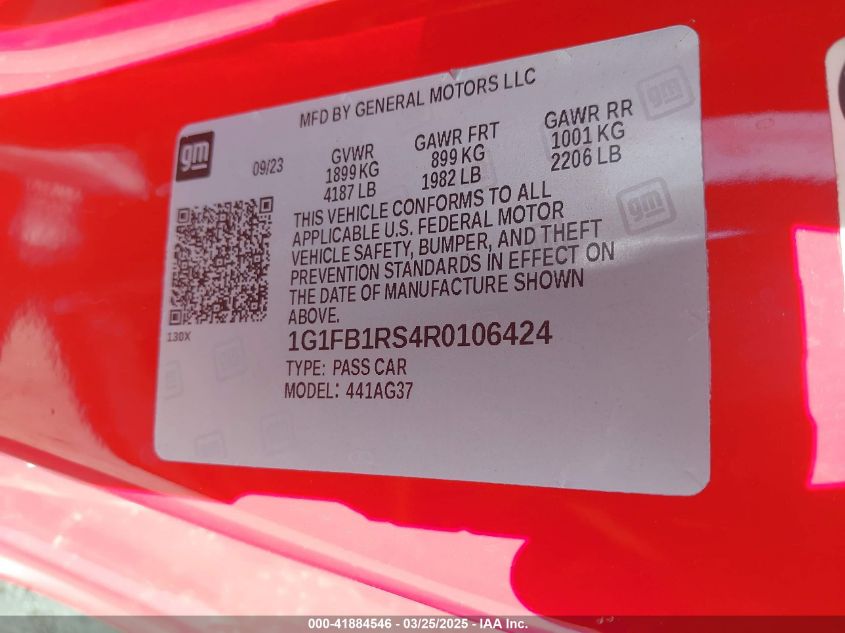 MFD BY GENERAL MOTORS LLC
gm
09/23
GVWR
1899 KG
4187 LB
GAWR FRT
899 KG
1982 LB
GAWR RR
1001 KG
2206 LB
THIS VEHICLE CONFORMS TO ALL
APPLICABLE U.S. FEDERAL MOTOR
VEHICLE SAFETY, BUMPER, AND THEFT
PREVENTION STANDARDS IN EFFECT ON
THE DATE OF MANUFACTURE SHOWN
ABOVE.
130X
1G1FB1RS4R0106424
TYPE: PASS CAR
MODEL: 441AG37
gm
gm
000-41884546 / 03/25/2025 - IAA Inc.